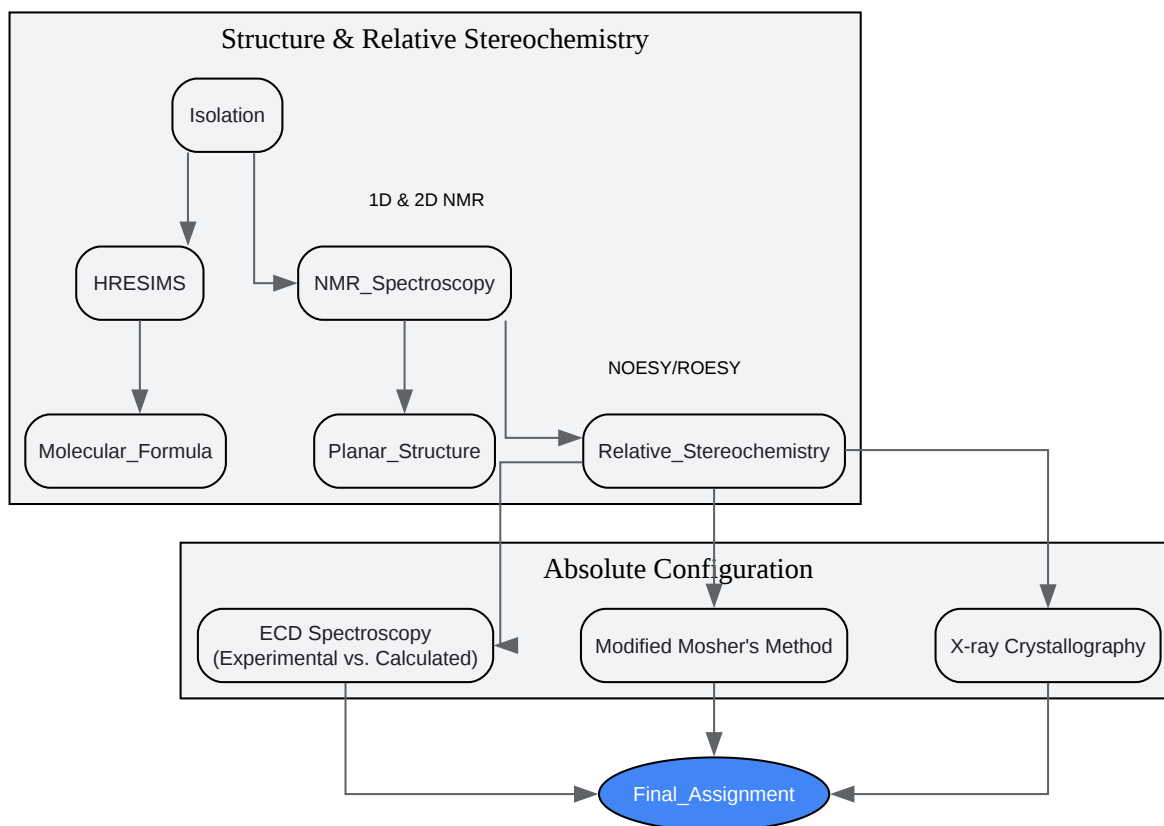 Structure & Relative Stereochemistry
Isolation
1D & 2D NMR
HRESIMS
NMR_Spectroscopy
NOESY/ROESY
Molecular_Formula
Planar_Structure
Relative_Stereochemistry
Absolute Configuration
ECD Spectroscopy
(Experimental vs. Calculated)
Modified Mosher's Method
X-ray Crystallography
Final_Assignment